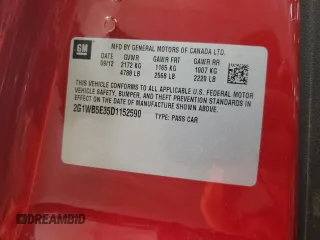 GM
MFD BY GENERAL MOTORS OF CANADA LTD.
DATE GVWR GAWR FRT GAWR RR
09/12 2172 KG 1165 KG 1007 KG
4788 LB 2568 LB 2220 LB
THIS VEHICLE CONFORMS TO ALL APPLICABLE U.S. FEDERAL MOTOR
VEHICLE SAFETY, BUMPER, AND THEFT PREVENTION STANDARDS IN
EFFECT ON THE DATE OF MANUFACTURE SHOWN ABOVE.
2G1WB5E35D1152590
TYPE: PASS CAR
DREAMBID